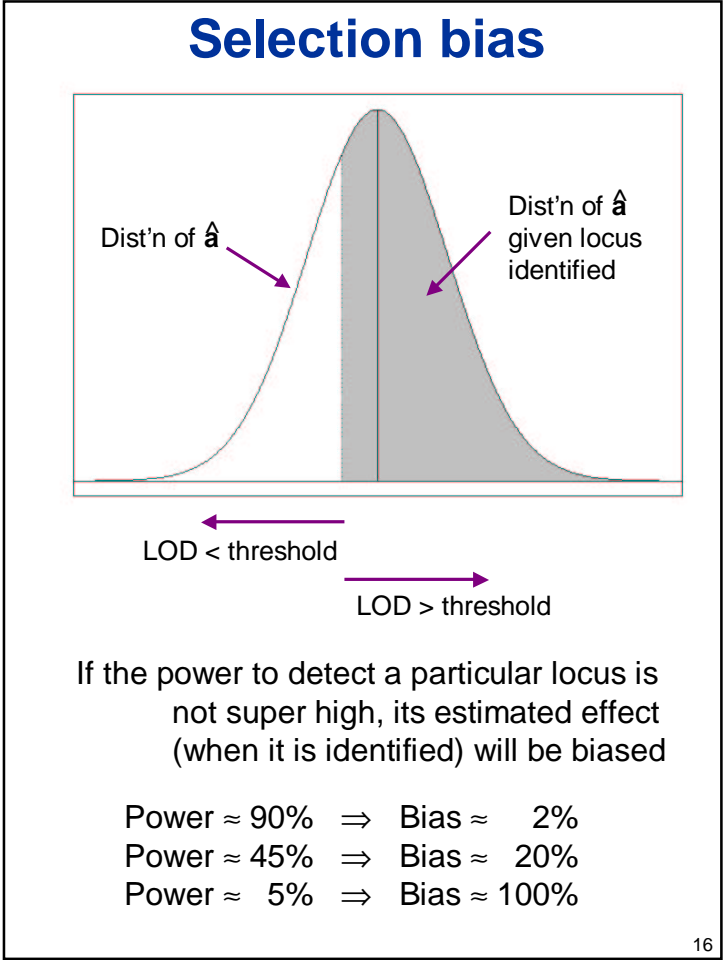 Selection bias
Dist'n of â
Dist'n of â
given locus
identified
LOD < threshold
LOD > threshold
If the power to detect a particular locus is
not super high, its estimated effect
(when it is identified) will be biased
Power ≈ 90% ⇒ Bias ≈ 2%
Power ≈ 45% ⇒ Bias ≈ 20%
Power ≈ 5% ⇒ Bias ≈ 100%
16